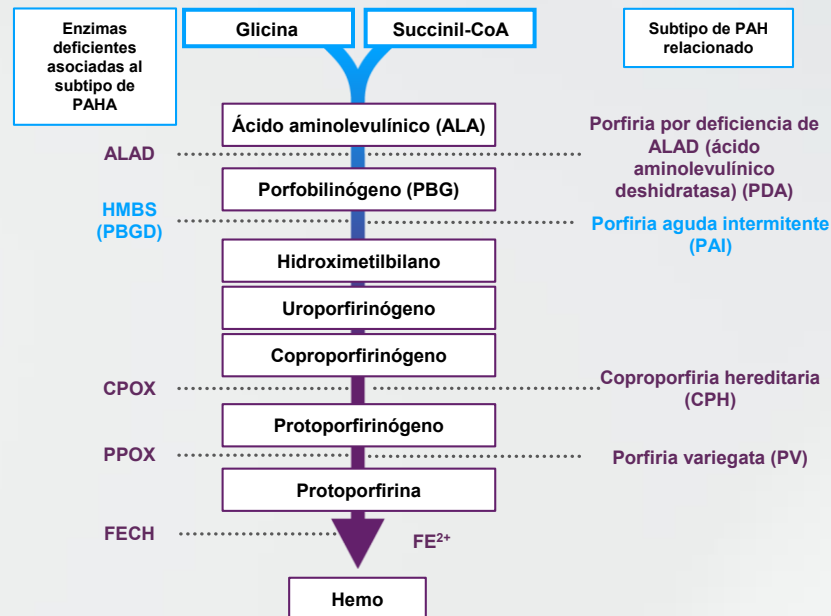 Enzimas
deficientes
asociadas al
subtipo de
PAHA
Glicina
Succinil-CoA
Subtipo de PAH
relacionado
Ácido aminolevulínico (ALA)
ALAD
Porfiria por deficiencia de
ALAD (ácido
aminolevulínico
deshidratasa) (PDA)
Porfobilinógeno (PBG)
HMBS
(PBGD)
Porfiria aguda intermitente
(PAI)
Hidroximetilbilano
Uroporfirinógeno
Coproporfirinógeno
CPOX
Coproporfiria hereditaria
(CPH)
Protoporfirinógeno
PPOX
Porfiria variegata (PV)
Protoporfirina
FECH
FE²⁺
Hemo